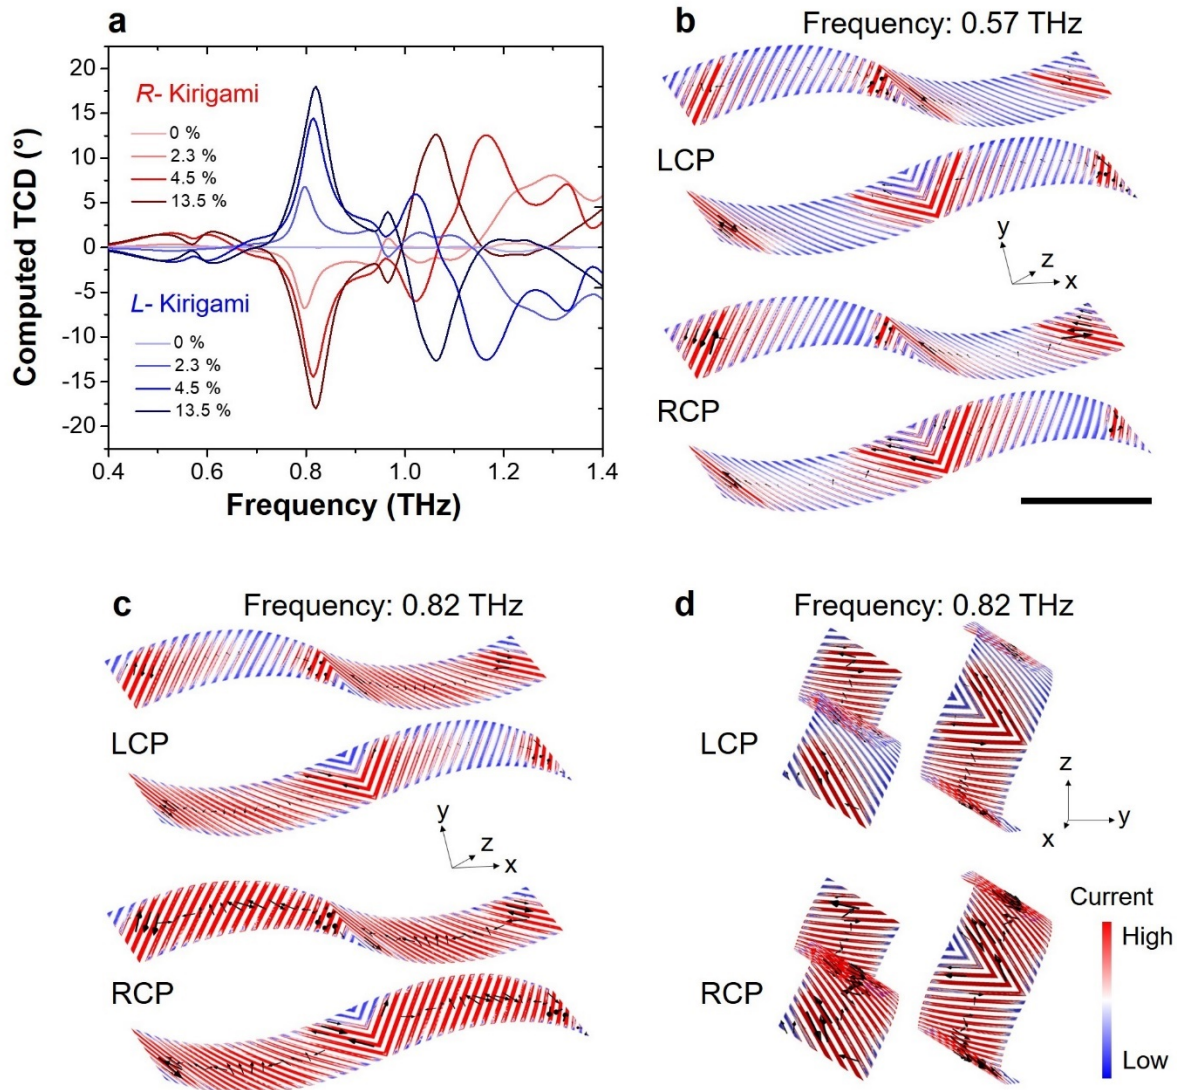 a
Computed TCD (°)
20
15
10
5
0
-5
-10
-15
-20
R- Kirigami
0 %
2.3 %
4.5 %
13.5 %
L- Kirigami
0 %
2.3 %
4.5 %
13.5 %
0.4 0.6 0.8 1.0 1.2 1.4
Frequency (THz)
b Frequency: 0.57 THz
LCP
y
z
x
RCP
c Frequency: 0.82 THz
LCP
y
z
x
RCP
d Frequency: 0.82 THz
LCP
z
x y
RCP
Current
High
Low